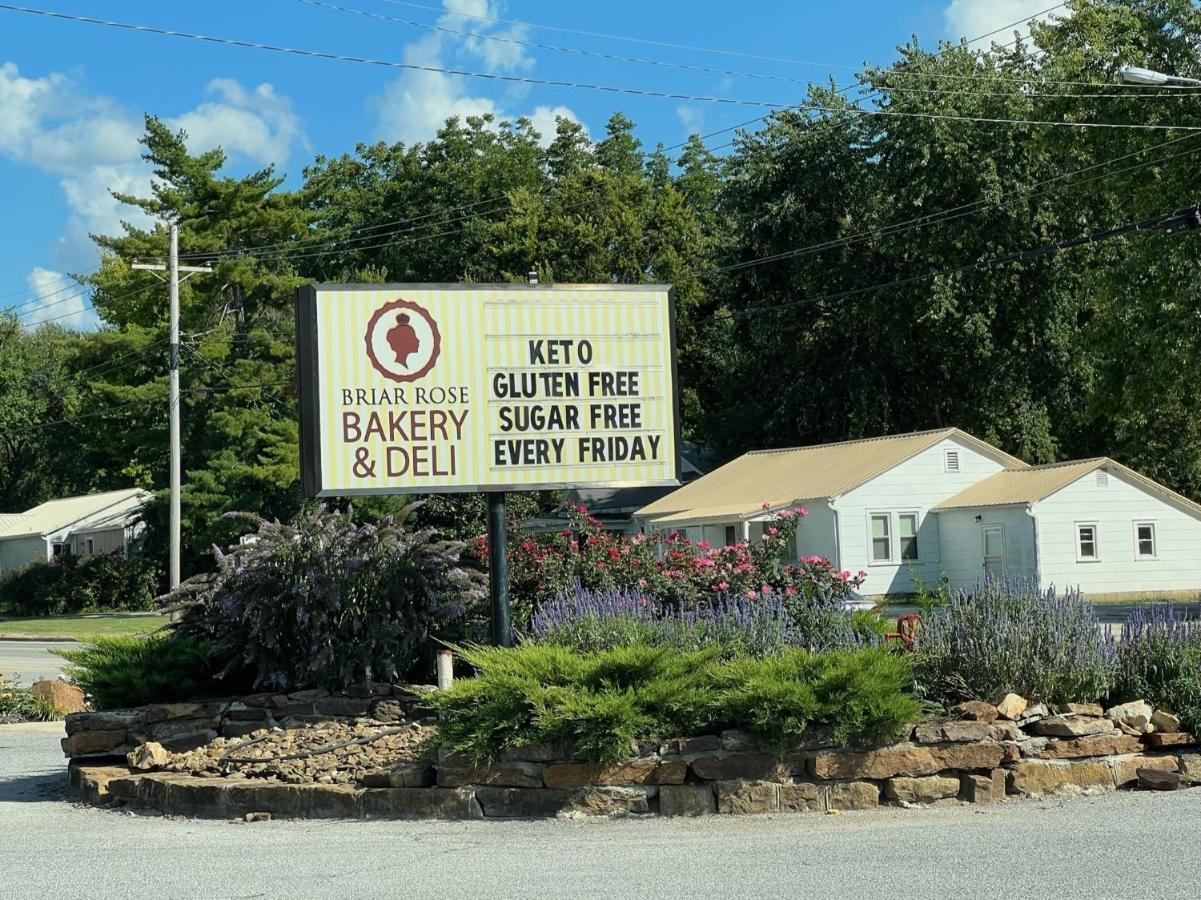 BRIAR ROSE
BAKERY
& DELI
KETO
GLUTEN FREE
SUGAR FREE
EVERY FRIDAY